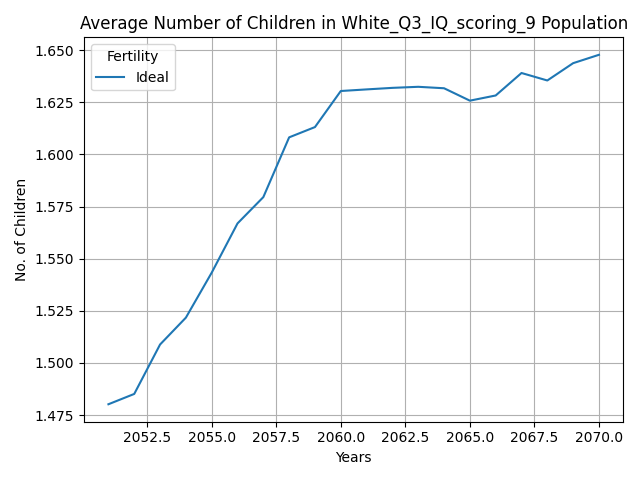 Average Number of Children in White_Q3_IQ_scoring_9 Population
Fertility
Ideal
No. of Children
1.650
1.625
1.600
1.575
1.550
1.525
1.500
1.475
2052.5 2055.0 2057.5 2060.0 2062.5 2065.0 2067.5 2070.0
Years